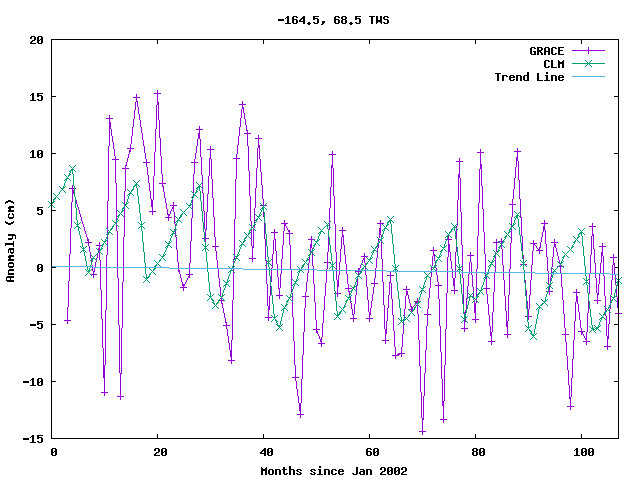 -164.5, 68.5 TWS
GRACE
CLM
Trend Line
20
15
10
5
0
-5
-10
-15
Anomaly (cm)
0 20 40 60 80 100
Months since Jan 2002